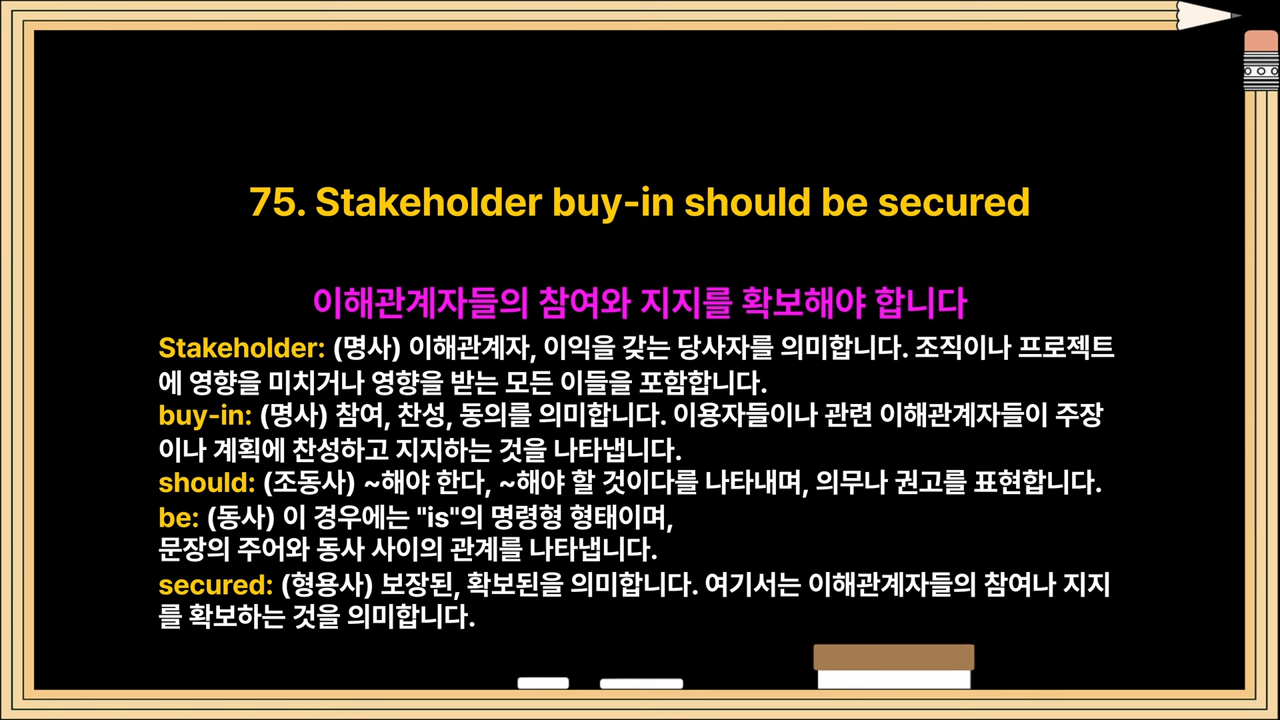 75. Stakeholder buy-in should be secured
이해관계자들의 참여와 지지를 확보해야 합니다
Stakeholder: (명사) 이해관계자, 이익을 갖는 당사자를 의미합니다. 조직이나 프로젝트
에 영향을 미치거나 영향을 받는 모든 이들을 포함합니다.
buy-in: (명사) 참여, 찬성, 동의를 의미합니다. 이용자들이나 관련 이해관계자들이 주장
이나 계획에 찬성하고 지지하는 것을 나타냅니다.
should: (조동사) ~해야 한다, ~해야 할 것이다를 나타내며, 의무나 권고를 표현합니다.
be: (동사) 이 경우에는 "is"의 명령형 형태이며,
문장의 주어와 동사 사이의 관계를 나타냅니다.
secured: (형용사) 보장된, 확보된을 의미합니다. 여기서는 이해관계자들의 참여나 지지
를 확보하는 것을 의미합니다.